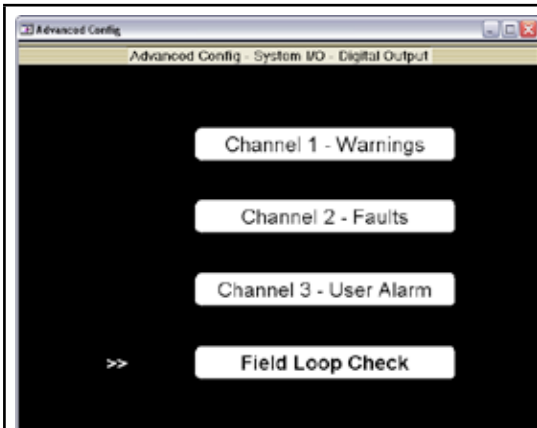 Advanced Config
Advanced Config - System I/O - Digital Output
Channel 1 - Warnings
Channel 2 - Faults
Channel 3 - User Alarm
>> Field Loop Check